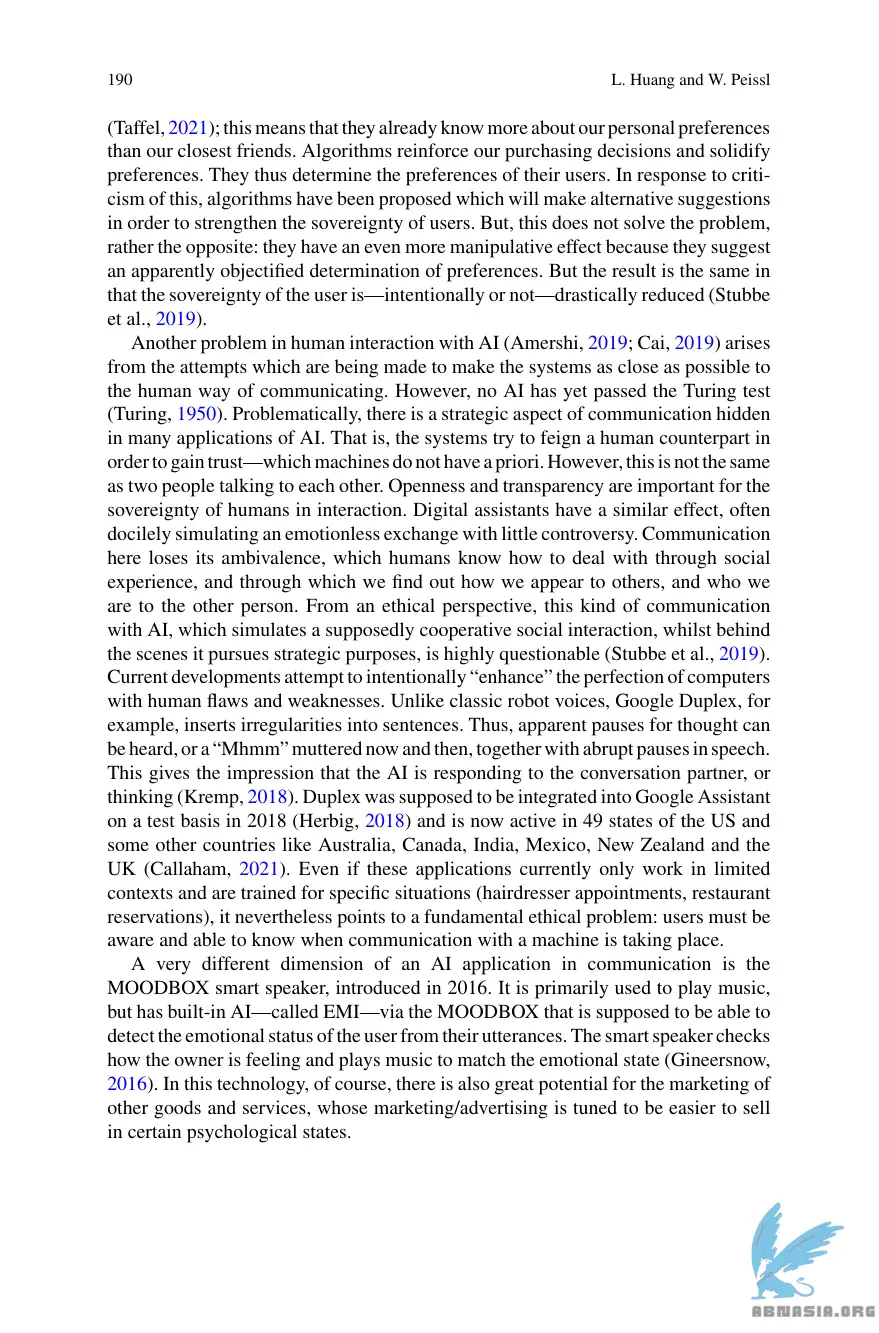 190 L. Huang and W. Peissl
(Taffel, 2021); this means that they already know more about our personal preferences
than our closest friends. Algorithms reinforce our purchasing decisions and solidify
preferences. They thus determine the preferences of their users. In response to criti-
cism of this, algorithms have been proposed which will make alternative suggestions
in order to strengthen the sovereignty of users. But, this does not solve the problem,
rather the opposite: they have an even more manipulative effect because they suggest
an apparently objectified determination of preferences. But the result is the same in
that the sovereignty of the user is—intentionally or not—drastically reduced (Stubbe
et al., 2019).
Another problem in human interaction with AI (Amershi, 2019; Cai, 2019) arises
from the attempts which are being made to make the systems as close as possible to
the human way of communicating. However, no AI has yet passed the Turing test
(Turing, 1950). Problematically, there is a strategic aspect of communication hidden
in many applications of AI. That is, the systems try to feign a human counterpart in
order to gain trust—which machines do not have a priori. However, this is not the same
as two people talking to each other. Openness and transparency are important for the
sovereignty of humans in interaction. Digital assistants have a similar effect, often
docilely simulating an emotionless exchange with little controversy. Communication
here loses its ambivalence, which humans know how to deal with through social
experience, and through which we find out how we appear to others, and who we
are to the other person. From an ethical perspective, this kind of communication
with AI, which simulates a supposedly cooperative social interaction, whilst behind
the scenes it pursues strategic purposes, is highly questionable (Stubbe et al., 2019).
Current developments attempt to intentionally “enhance” the perfection of computers
with human flaws and weaknesses. Unlike classic robot voices, Google Duplex, for
example, inserts irregularities into sentences. Thus, apparent pauses for thought can
be heard, or a “Mhmm” muttered now and then, together with abrupt pauses in speech.
This gives the impression that the AI is responding to the conversation partner, or
thinking (Kremp, 2018). Duplex was supposed to be integrated into Google Assistant
on a test basis in 2018 (Herbig, 2018) and is now active in 49 states of the US and
some other countries like Australia, Canada, India, Mexico, New Zealand and the
UK (Callaham, 2021). Even if these applications currently only work in limited
contexts and are trained for specific situations (hairdresser appointments, restaurant
reservations), it nevertheless points to a fundamental ethical problem: users must be
aware and able to know when communication with a machine is taking place.
A very different dimension of an AI application in communication is the
MOODBOX smart speaker, introduced in 2016. It is primarily used to play music,
but has built-in AI—called EMI—via the MOODBOX that is supposed to be able to
detect the emotional status of the user from their utterances. The smart speaker checks
how the owner is feeling and plays music to match the emotional state (Gineersnow,
2016). In this technology, of course, there is also great potential for the marketing of
other goods and services, whose marketing/advertising is tuned to be easier to sell
in certain psychological states.
ABNASIA.ORG